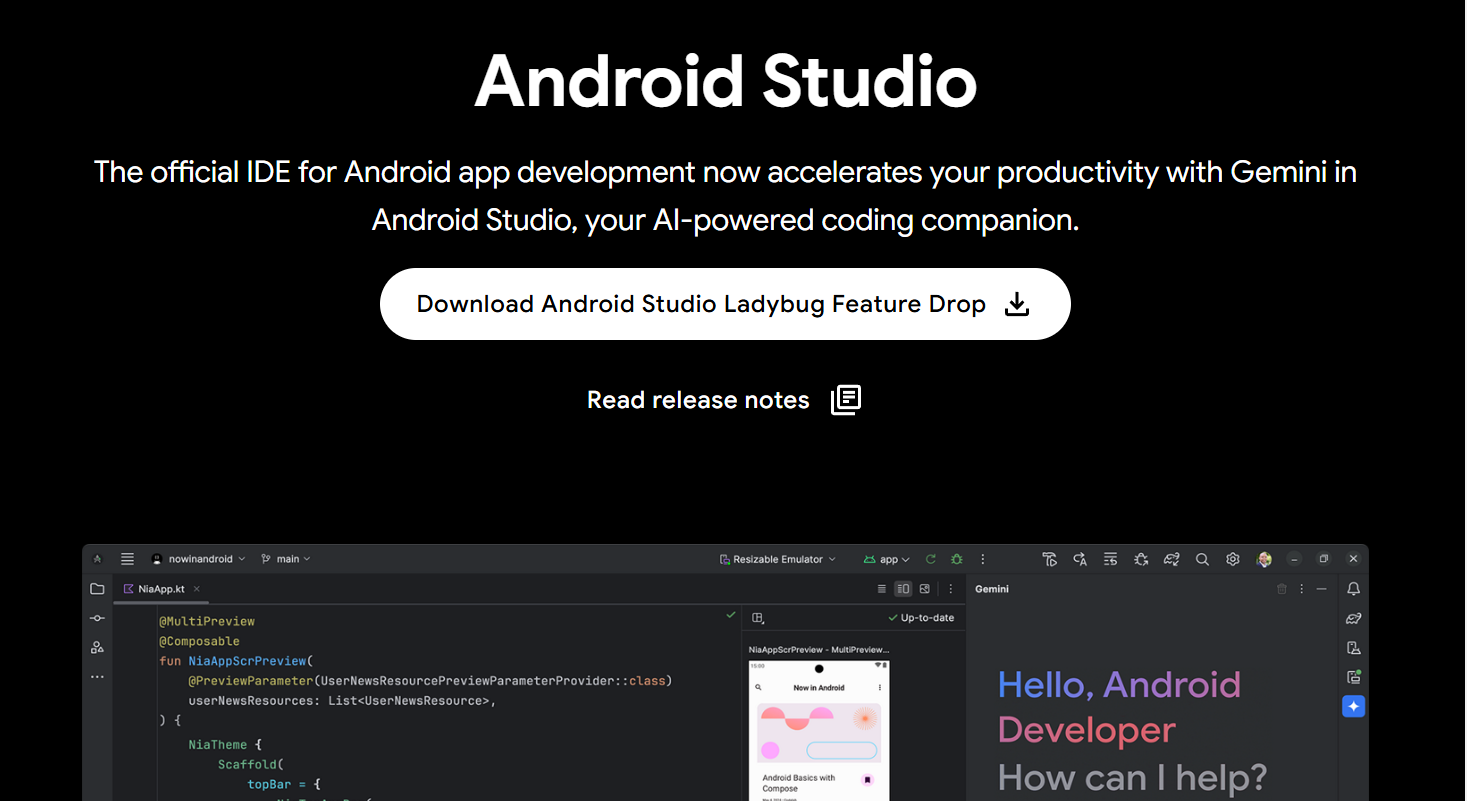 Android Studio
The official IDE for Android app development now accelerates your productivity with Gemini in
Android Studio, your AI-powered coding companion.
Download Android Studio Ladybug Feature Drop
Read release notes
nowinandroid
main
Resizable Emulator
app
NiaApp.kt
Gemini
@MultiPreview
@Composable
fun NiaAppScrPreview(
@PreviewParameter(UserNewsResourcePreviewParameterProvider::class)
userNewsResources: List<UserNewsResource>,
) {
NiaTheme {
Scaffold(
topBar = {
Up-to-date
NiaAppScrPreview - MultiPreview...
Now in Android
Android Basics with
Compose
Hello, Android
Developer
How can I help?